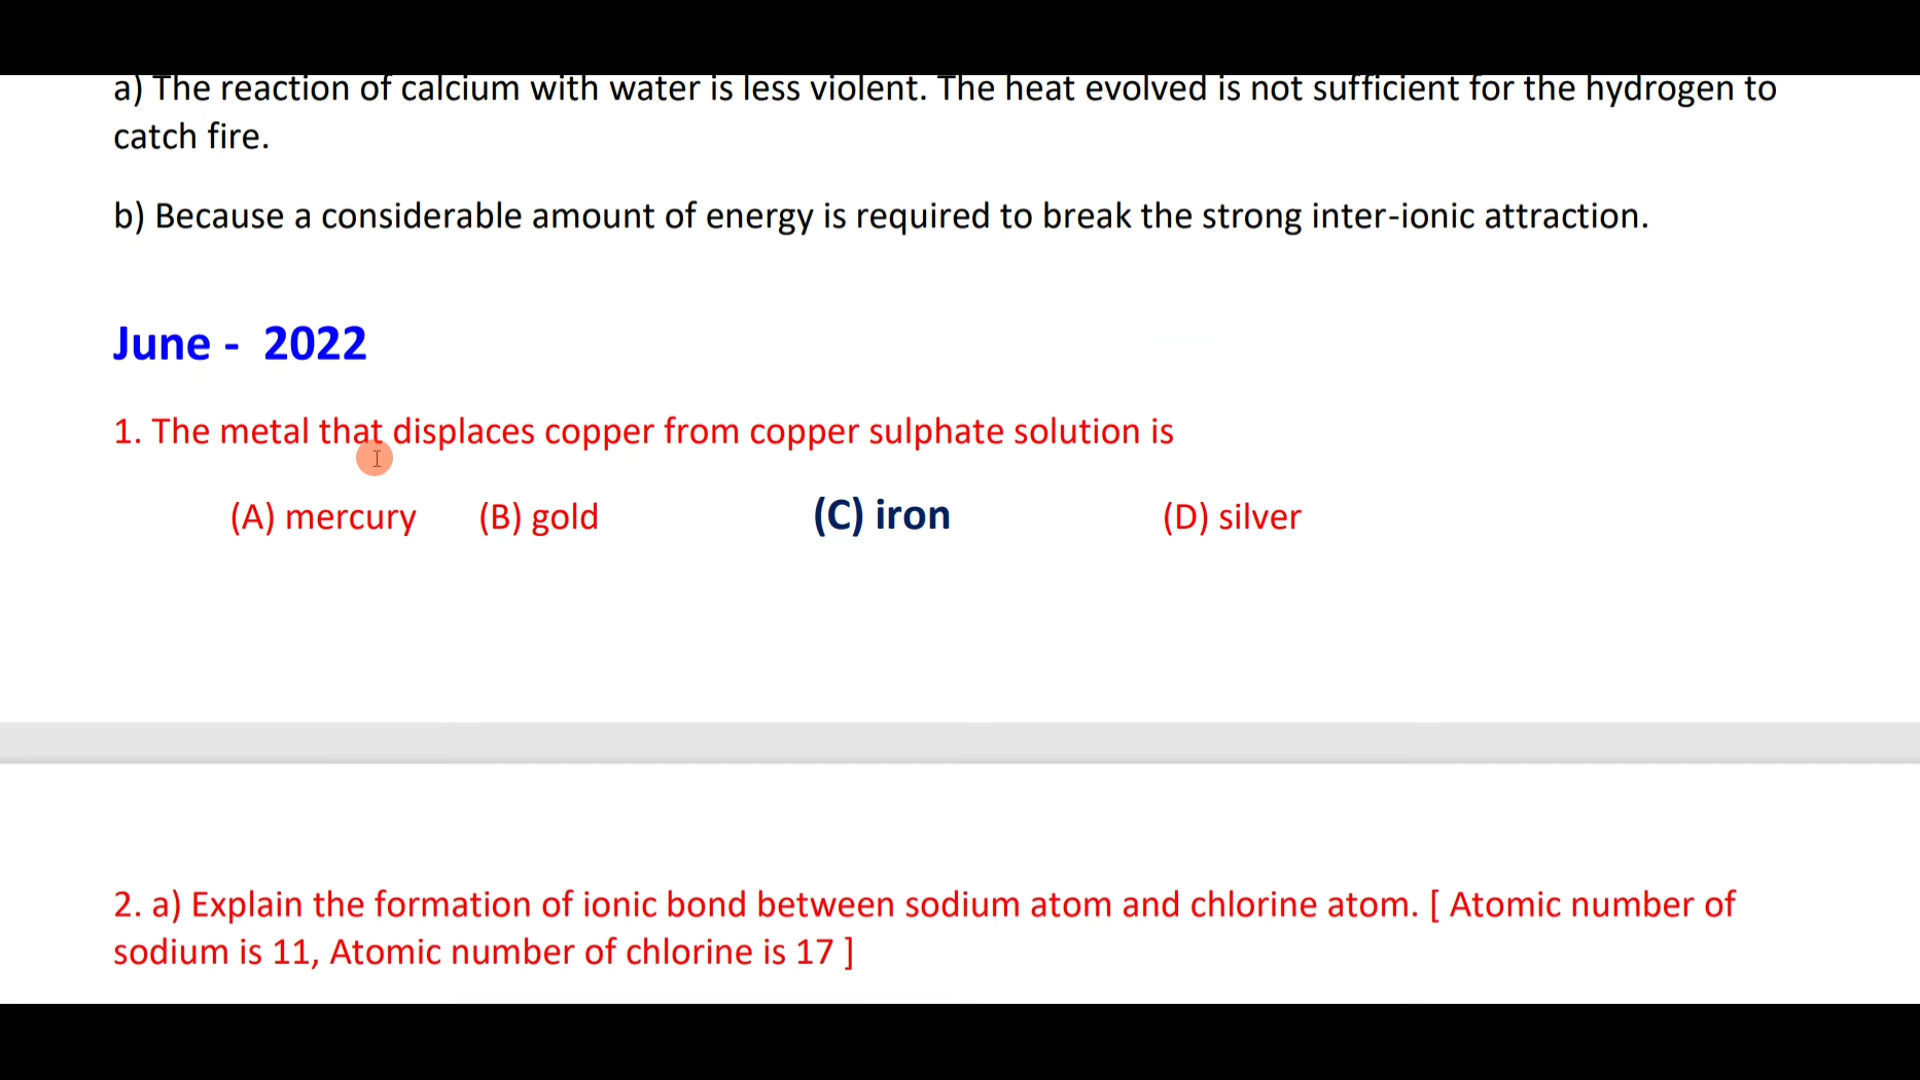 a) The reaction of calcium with water is less violent. The heat evolved is not sufficient for the hydrogen to
catch fire.
b) Because a considerable amount of energy is required to break the strong inter-ionic attraction.
June - 2022
1. The metal that displaces copper from copper sulphate solution is
(A) mercury (B) gold (C) iron (D) silver
2. a) Explain the formation of ionic bond between sodium atom and chlorine atom. [ Atomic number of
sodium is 11, Atomic number of chlorine is 17 ]